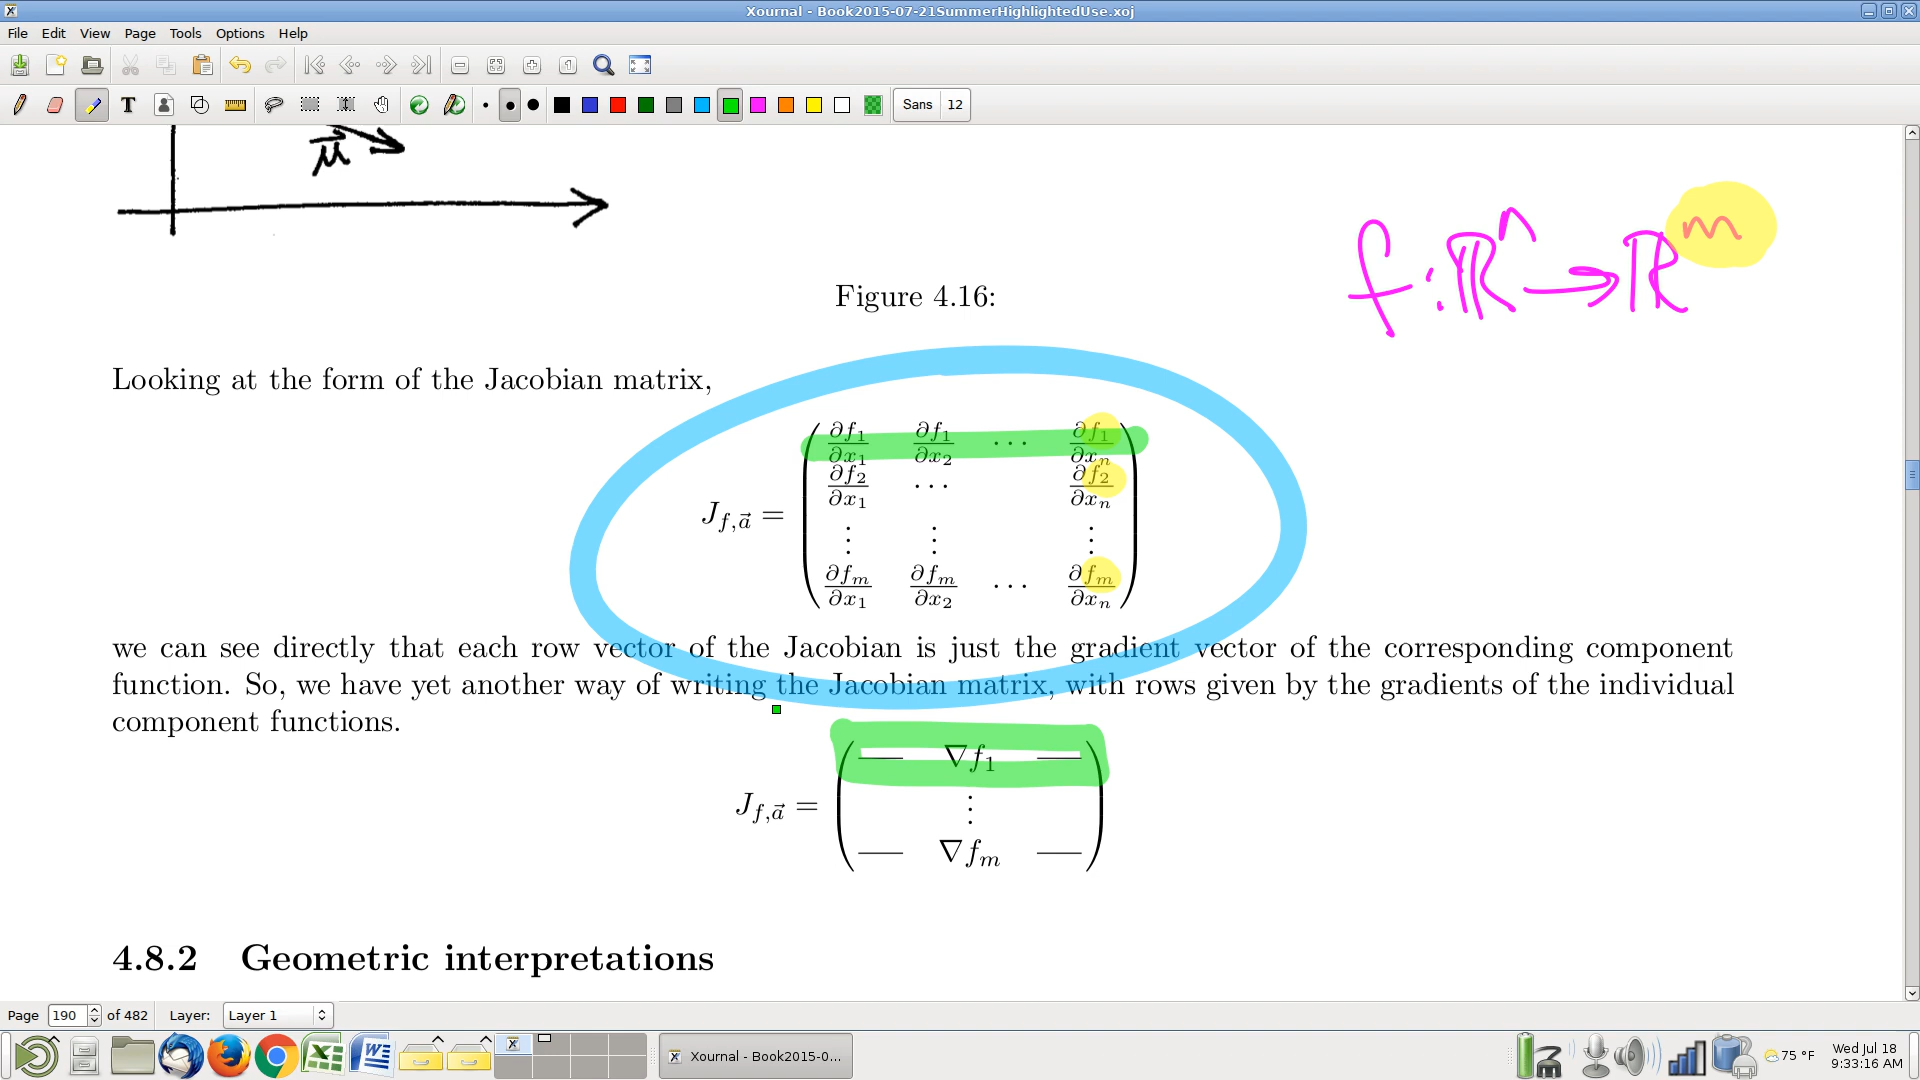 Xournal - Book2015-07-21SummerHighlightedUse.xoj
File Edit View Page Tools Options Help
Sans 12
μ⃗
f : ℝⁿ → ℝᵐ
Figure 4.16:
Looking at the form of the Jacobian matrix,
∂f₁/∂x₁ ∂f₁/∂x₂ ⋯ ∂f₁/∂xₙ
∂f₂/∂x₁ ⋯ ∂f₂/∂xₙ
J_{f,a⃗} =
⋮ ⋮ ⋮
∂fₘ/∂x₁ ∂fₘ/∂x₂ ⋯ ∂fₘ/∂xₙ
we can see directly that each row vector of the Jacobian is just the gradient vector of the corresponding component
function. So, we have yet another way of writing the Jacobian matrix, with rows given by the gradients of the individual
component functions.
— ∇f₁ —
J_{f,a⃗} = ⋮
— ∇fₘ —
4.8.2 Geometric interpretations
Page 190 of 482 Layer: Layer 1
Xournal - Book2015-0...
75 °F
Wed Jul 18
9:33:16 AM